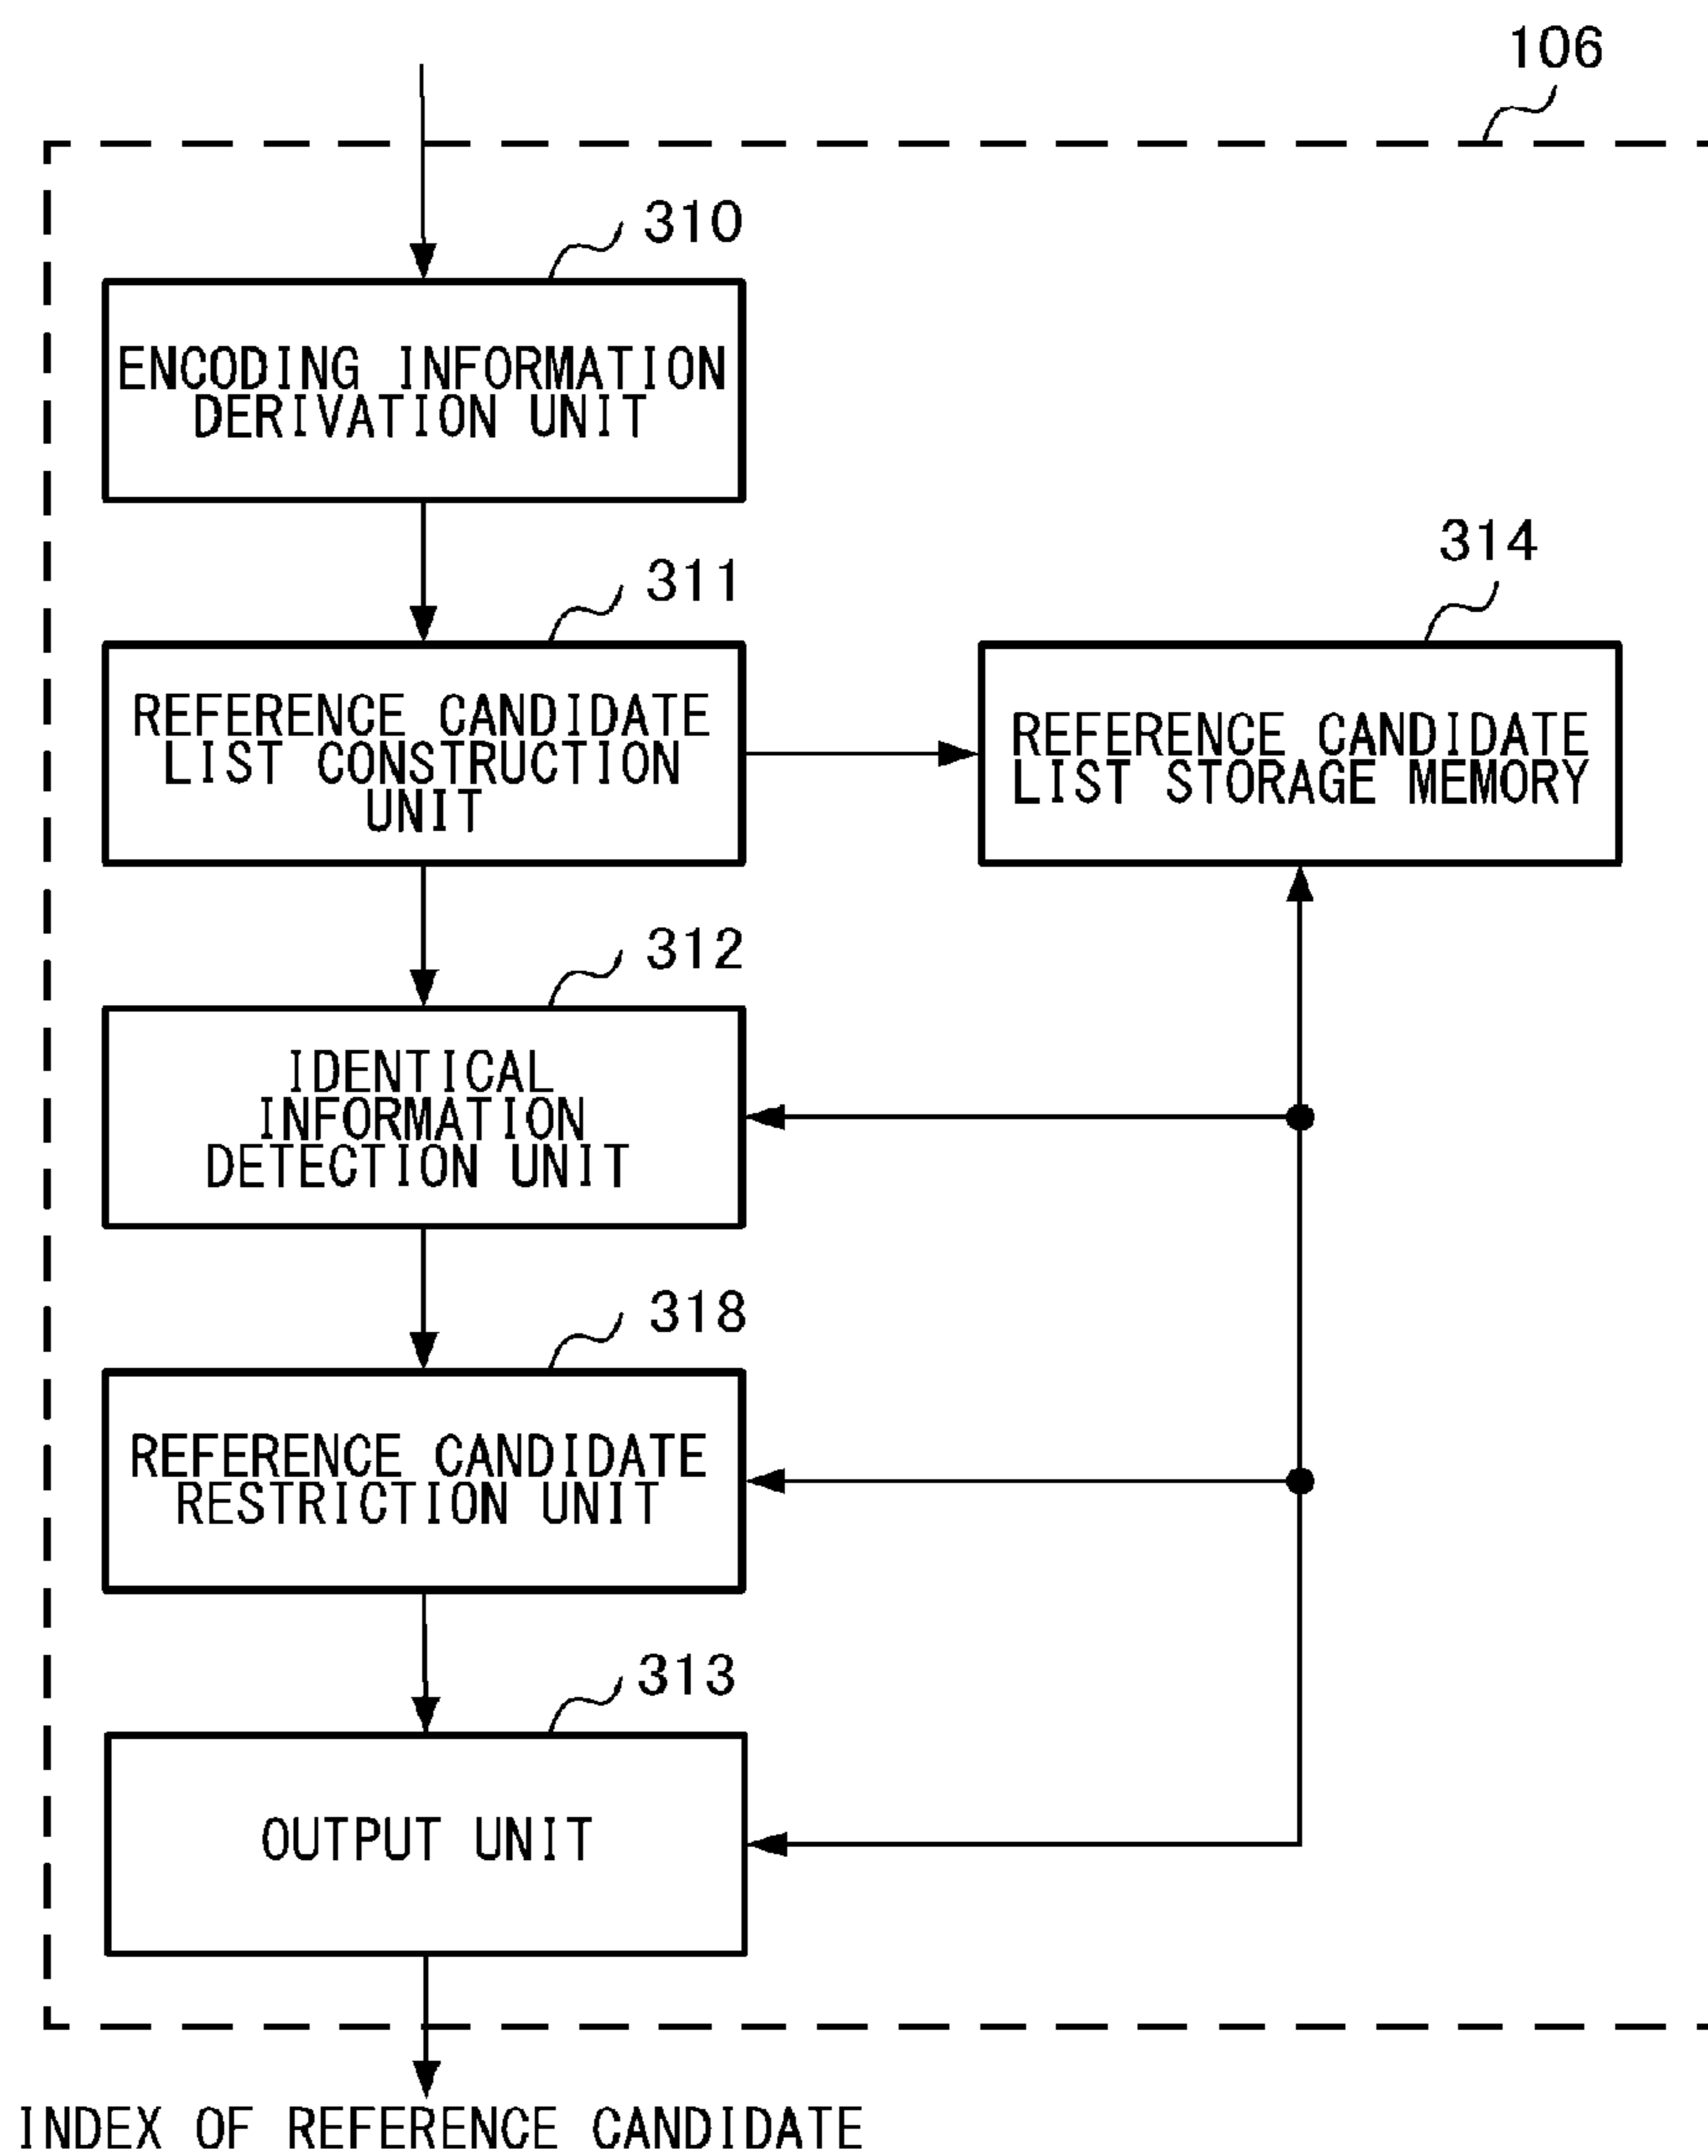 106
310
ENCODING INFORMATION
DERIVATION UNIT
311
REFERENCE CANDIDATE
LIST CONSTRUCTION
UNIT
314
REFERENCE CANDIDATE
LIST STORAGE MEMORY
312
IDENTICAL
INFORMATION
DETECTION UNIT
318
REFERENCE CANDIDATE
RESTRICTION UNIT
313
OUTPUT UNIT
INDEX OF REFERENCE CANDIDATE